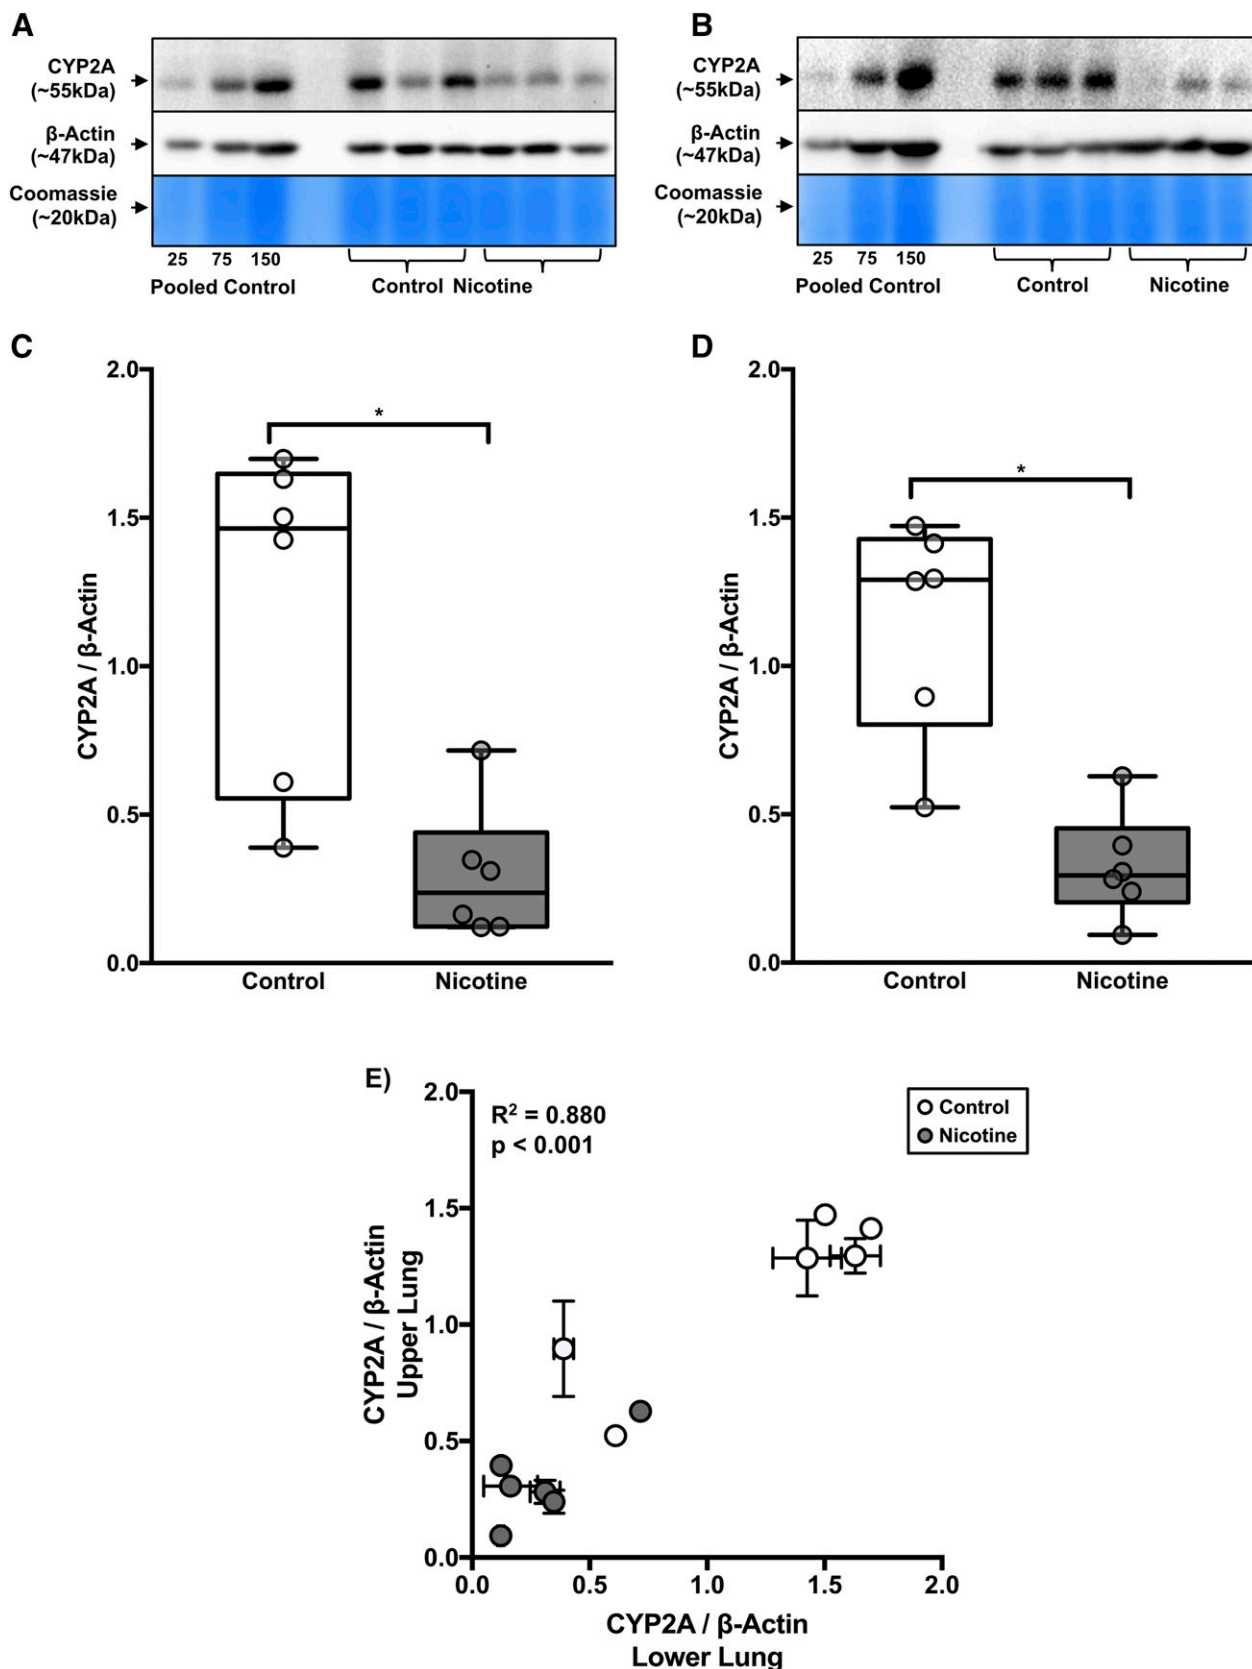 A
CYP2A
(~55kDa)
β-Actin
(~47kDa)
Coomassie
(~20kDa)
25 75 150
Pooled Control Control Nicotine
B
CYP2A
(~55kDa)
β-Actin
(~47kDa)
Coomassie
(~20kDa)
25 75 150
Pooled Control Control Nicotine
C
2.0
1.5
1.0
0.5
0.0
CYP2A / β-Actin
*
Control Nicotine
D
2.0
1.5
1.0
0.5
0.0
CYP2A / β-Actin
*
Control Nicotine
E)
R² = 0.880
p < 0.001
Control
Nicotine
2.0
1.5
1.0
0.5
0.0
CYP2A / β-Actin
Upper Lung
0.0 0.5 1.0 1.5 2.0
CYP2A / β-Actin
Lower Lung